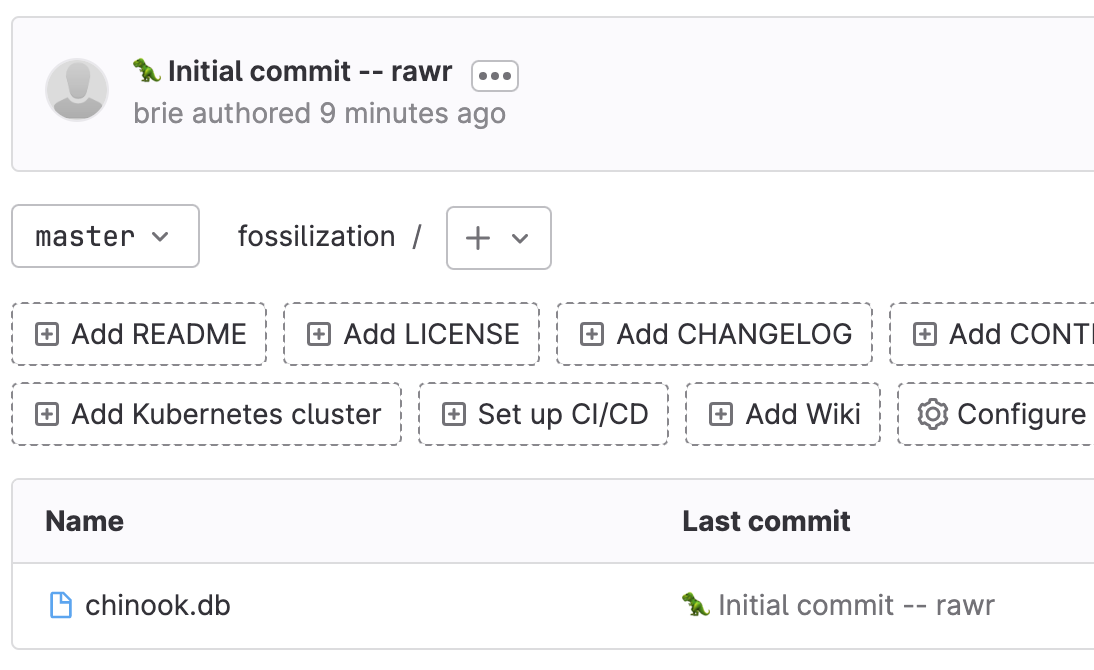 🦖 Initial commit -- rawr
brie authored 9 minutes ago
master fossilization /
Add README Add LICENSE Add CHANGELOG Add CONT
Add Kubernetes cluster Set up CI/CD Add Wiki Configure
Name Last commit
chinook.db 🦖 Initial commit -- rawr